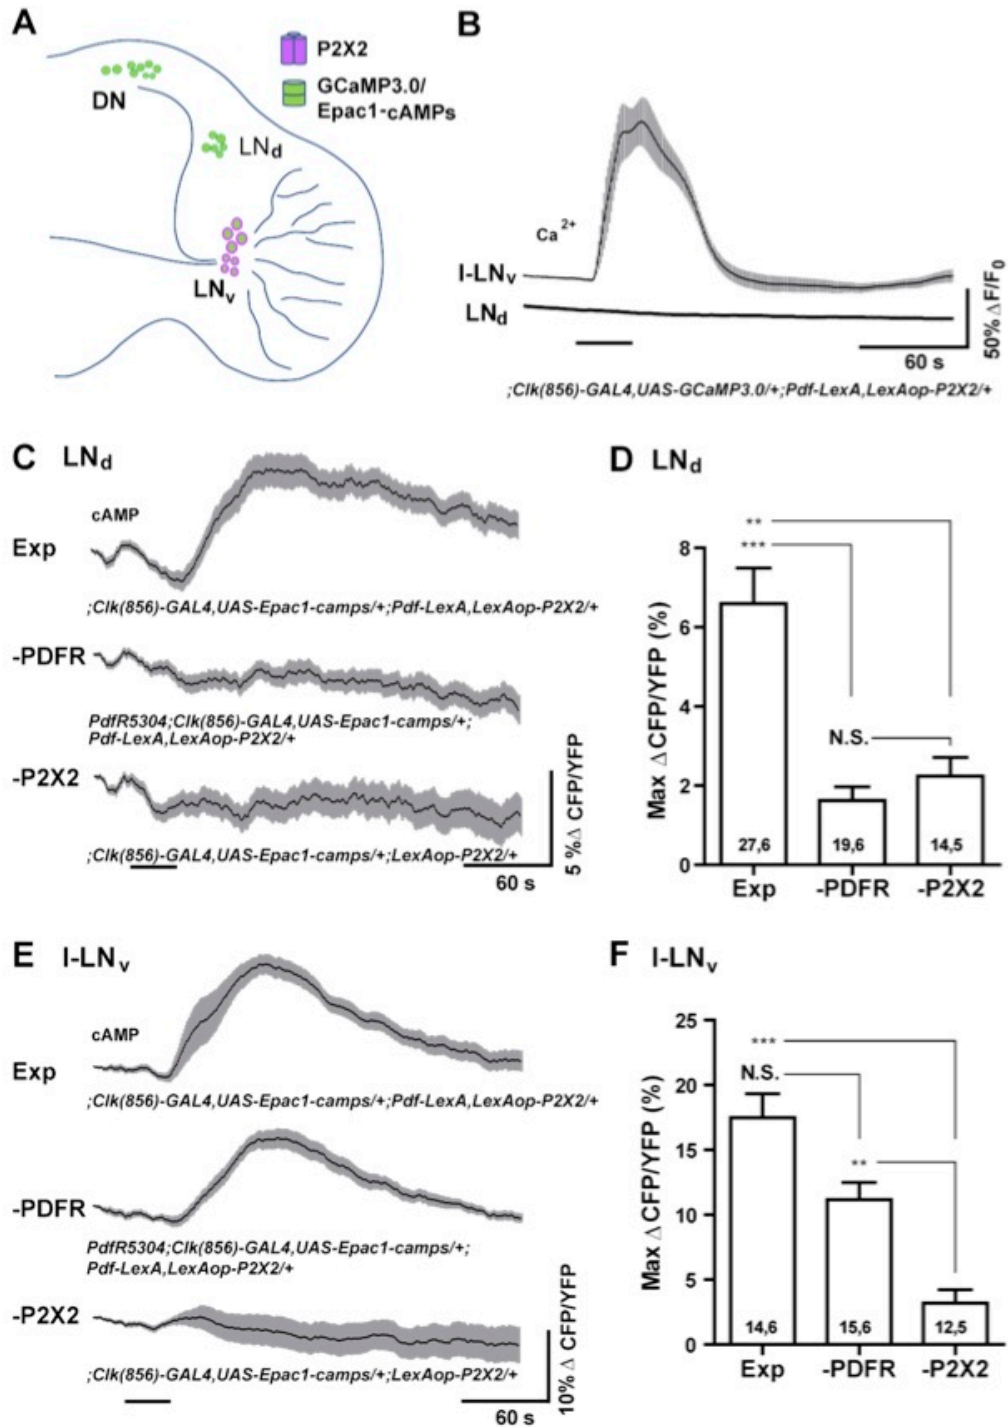 A
P2X2
GCaMP3.0/
Epac1-cAMPs
DN
LNd
LNv
B
Ca2+
l-LNv
LNd
50% ΔF/F0
60 s
;Clk(856)-GAL4,UAS-GCaMP3.0/+;Pdf-LexA,LexAop-P2X2/+
C LNd
cAMP
Exp
;Clk(856)-GAL4,UAS-Epac1-camps/+;Pdf-LexA,LexAop-P2X2/+
-PDFR
PdfR5304;Clk(856)-GAL4,UAS-Epac1-camps/+;
Pdf-LexA,LexAop-P2X2/+
-P2X2
;Clk(856)-GAL4,UAS-Epac1-camps/+;LexAop-P2X2/+
5 %Δ CFP/YFP
60 s
D LNd
Max Δ CFP/YFP (%)
8
6
4
2
0
**
***
N.S.
27,6
19,6
14,5
Exp
-PDFR
-P2X2
E l-LNv
cAMP
Exp
;Clk(856)-GAL4,UAS-Epac1-camps/+;Pdf-LexA,LexAop-P2X2/+
-PDFR
PdfR5304;Clk(856)-GAL4,UAS-Epac1-camps/+;
Pdf-LexA,LexAop-P2X2/+
-P2X2
;Clk(856)-GAL4,UAS-Epac1-camps/+;LexAop-P2X2/+
10% Δ CFP/YFP
60 s
F l-LNv
Max Δ CFP/YFP (%)
25
20
15
10
5
0
***
N.S.
**
14,6
15,6
12,5
Exp
-PDFR
-P2X2